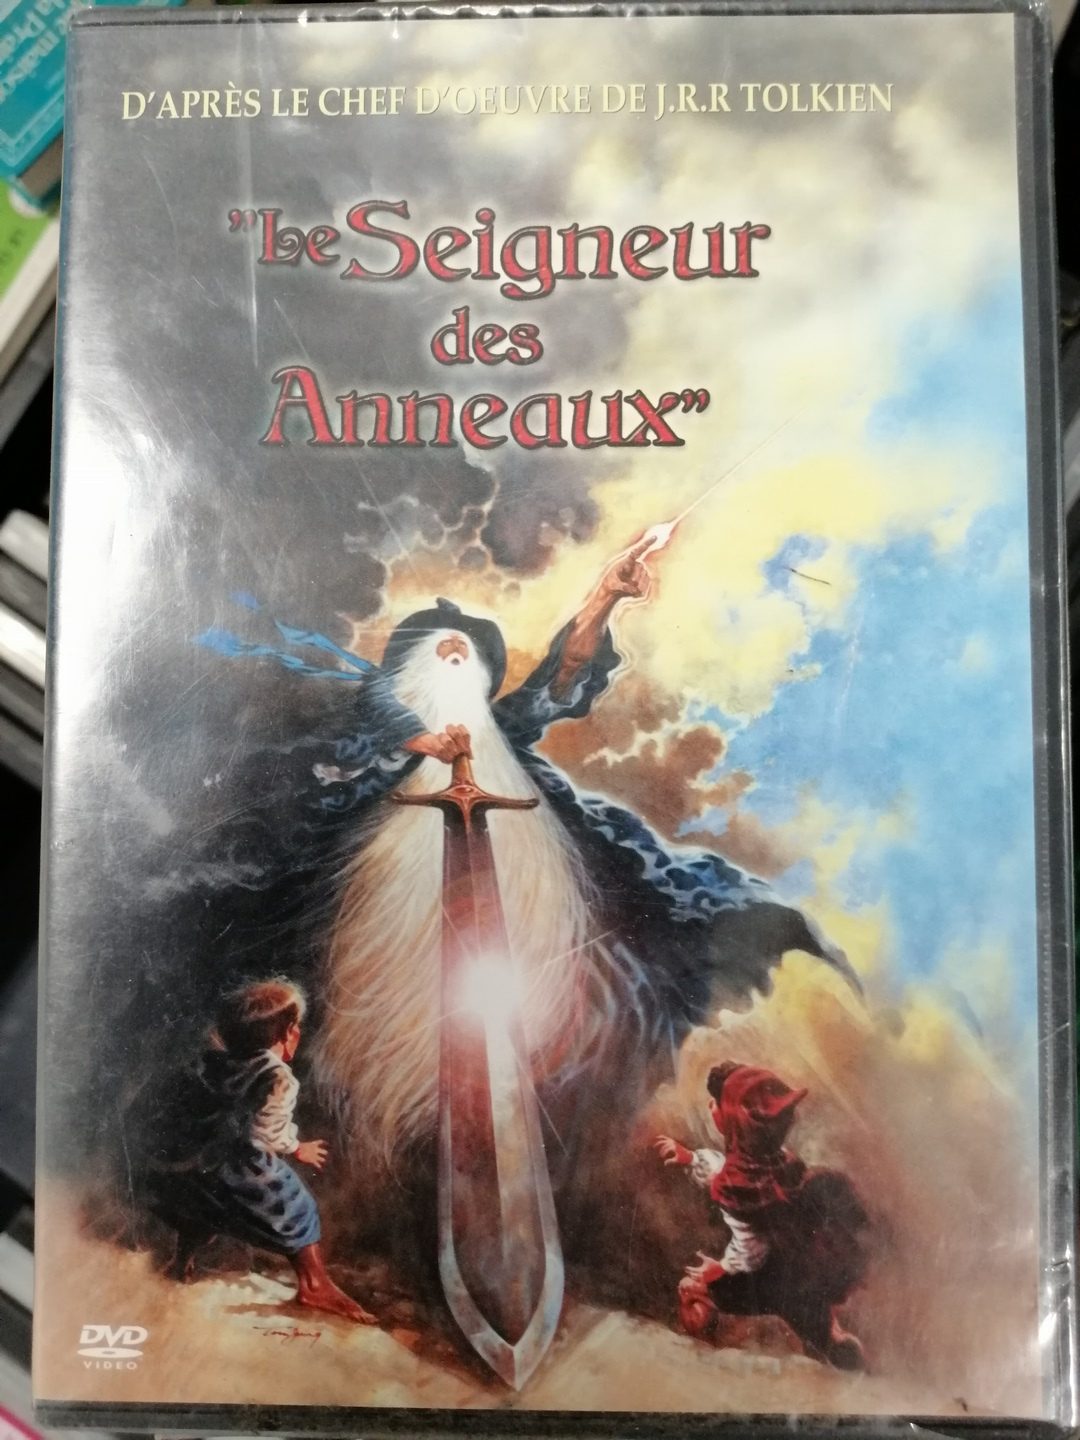 D'APRÈS LE CHEF D'OEUVRE DE J.R.R TOLKIEN
"Le Seigneur
des
Anneaux"
DVD
VIDEO